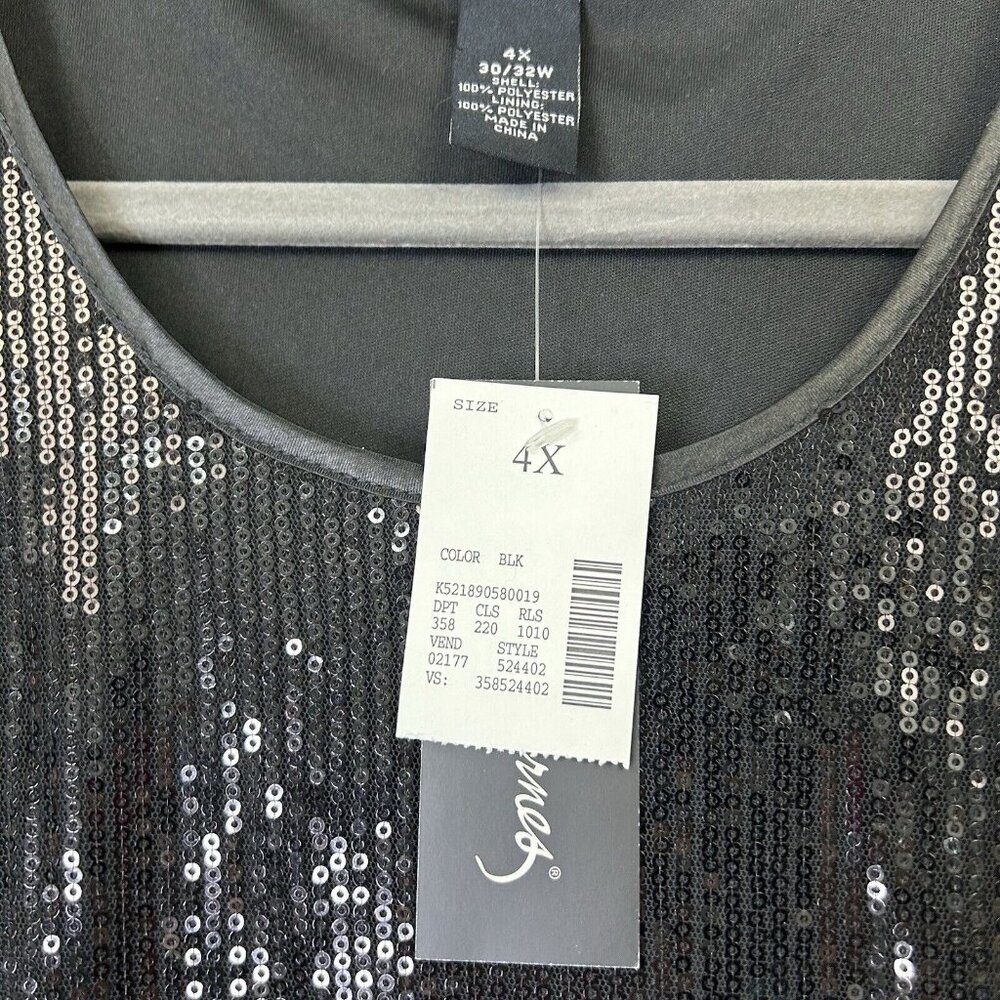 4X
30/32W
SHELL:
100% POLYESTER
LINING:
100% POLYESTER
MADE IN
CHINA
SIZE
4X
COLOR BLK
K521890580019
DPT CLS RLS
358 220 1010
VEND STYLE
02177 524402
VS: 358524402
®